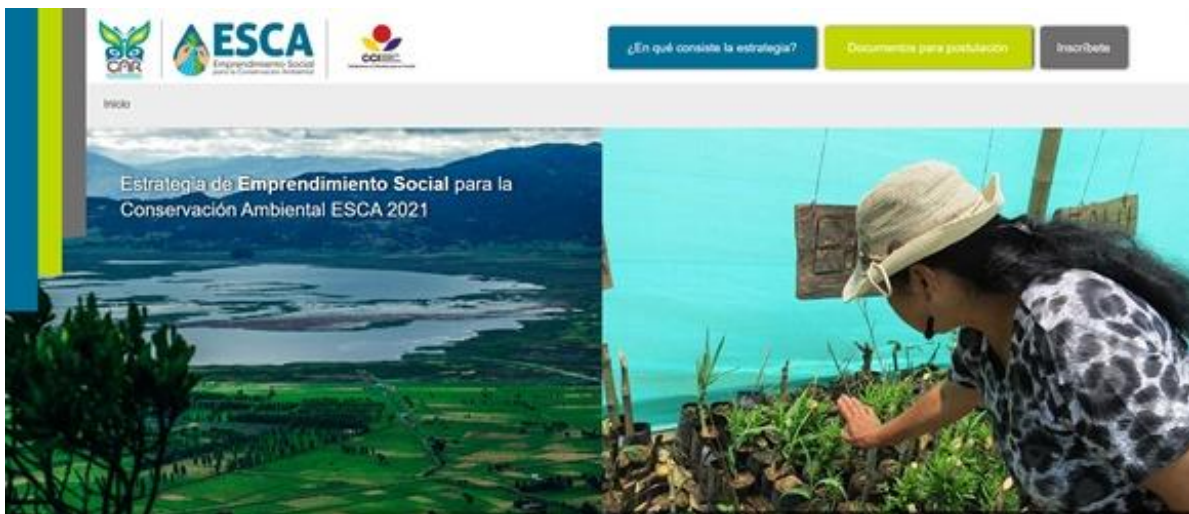 CAR
ESCA
Emprendimiento Social
para la Conservación Ambiental
CCI
¿En qué consiste la estrategia?
Documentos para postulación
Inscríbete
Inicio
Estrategia de Emprendimiento Social para la
Conservación Ambiental ESCA 2021